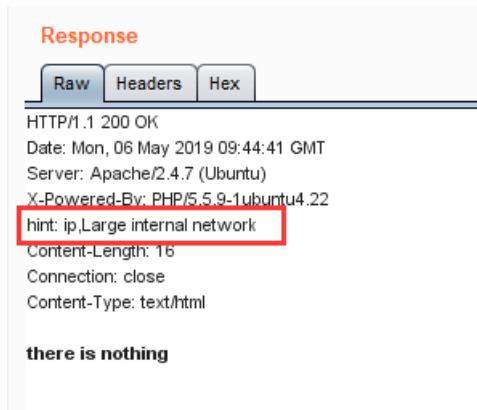 Response
Raw Headers Hex
HTTP/1.1 200 OK
Date: Mon, 06 May 2019 09:44:41 GMT
Server: Apache/2.4.7 (Ubuntu)
X-Powered-By: PHP/5.5.9-1ubuntu4.22
hint: ip,Large internal network
Content-Length: 16
Connection: close
Content-Type: text/html
there is nothing